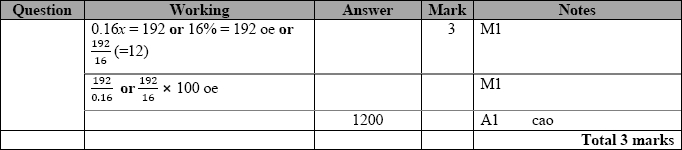 Question Working Answer Mark Notes
0.16x = 192 or 16% = 192 oe or 3 M1
192/16 (=12)
192/0.16 or 192/16 × 100 oe M1
1200 A1 cao
Total 3 marks